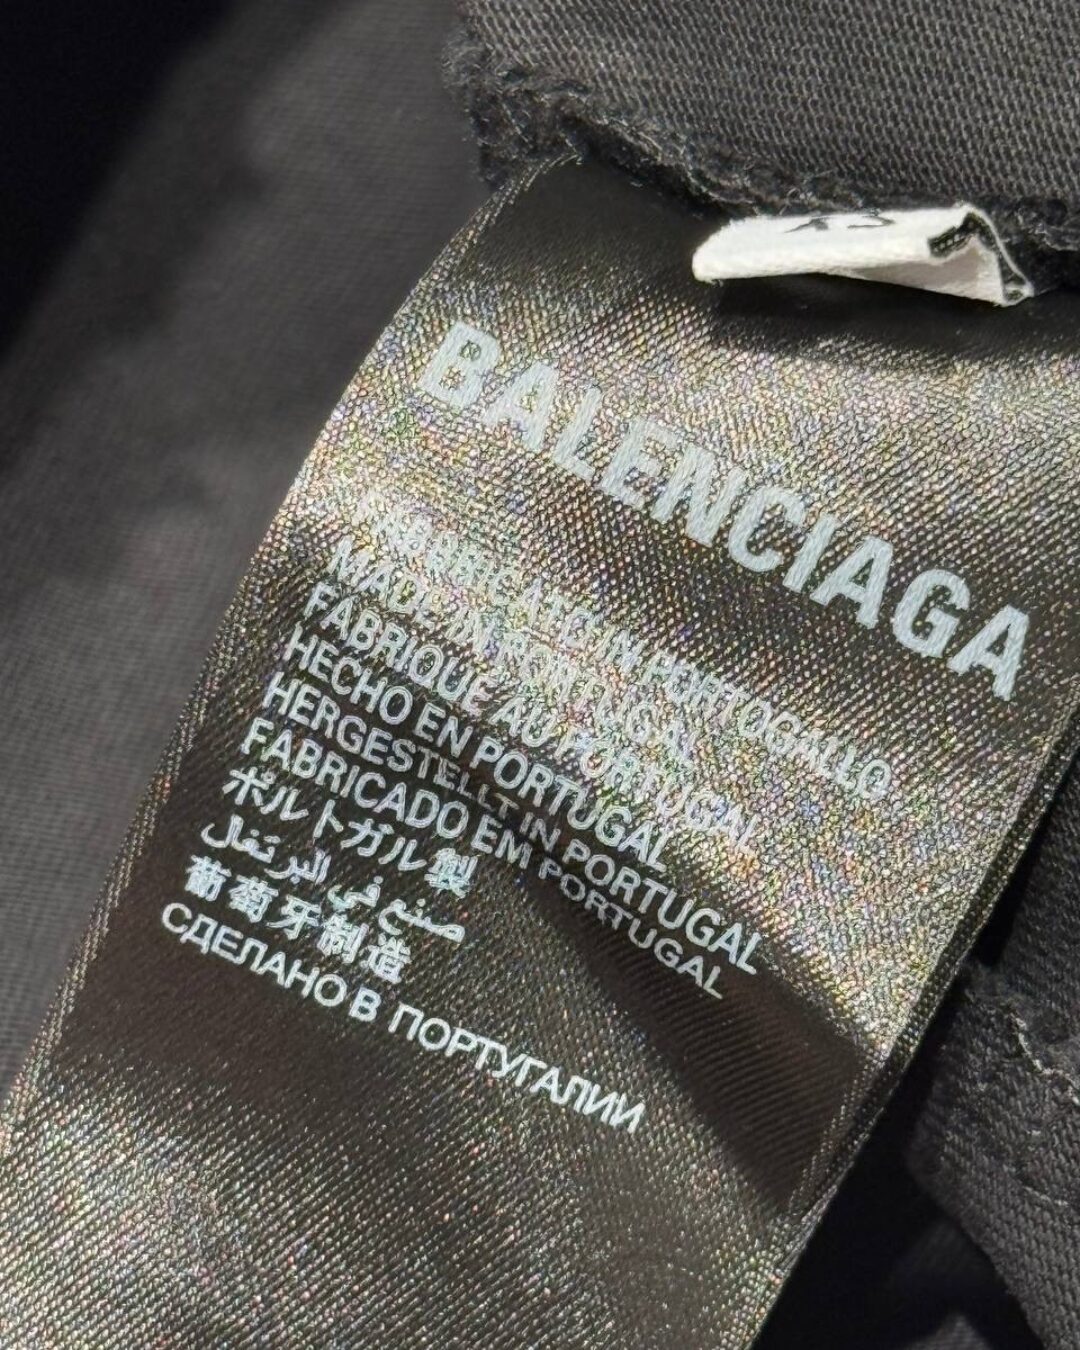 BALENCIAGA
FABBRICATO IN PORTOGALLO
MADE IN PORTUGAL
FABRIQUE AU PORTUGAL
HECHO EN PORTUGAL
HERGESTELLT IN PORTUGAL
FABRICADO EM PORTUGAL
ポルトガル製
صنع في البرتغال
葡萄牙制造
СДЕЛАНО В ПОРТУГАЛИИ